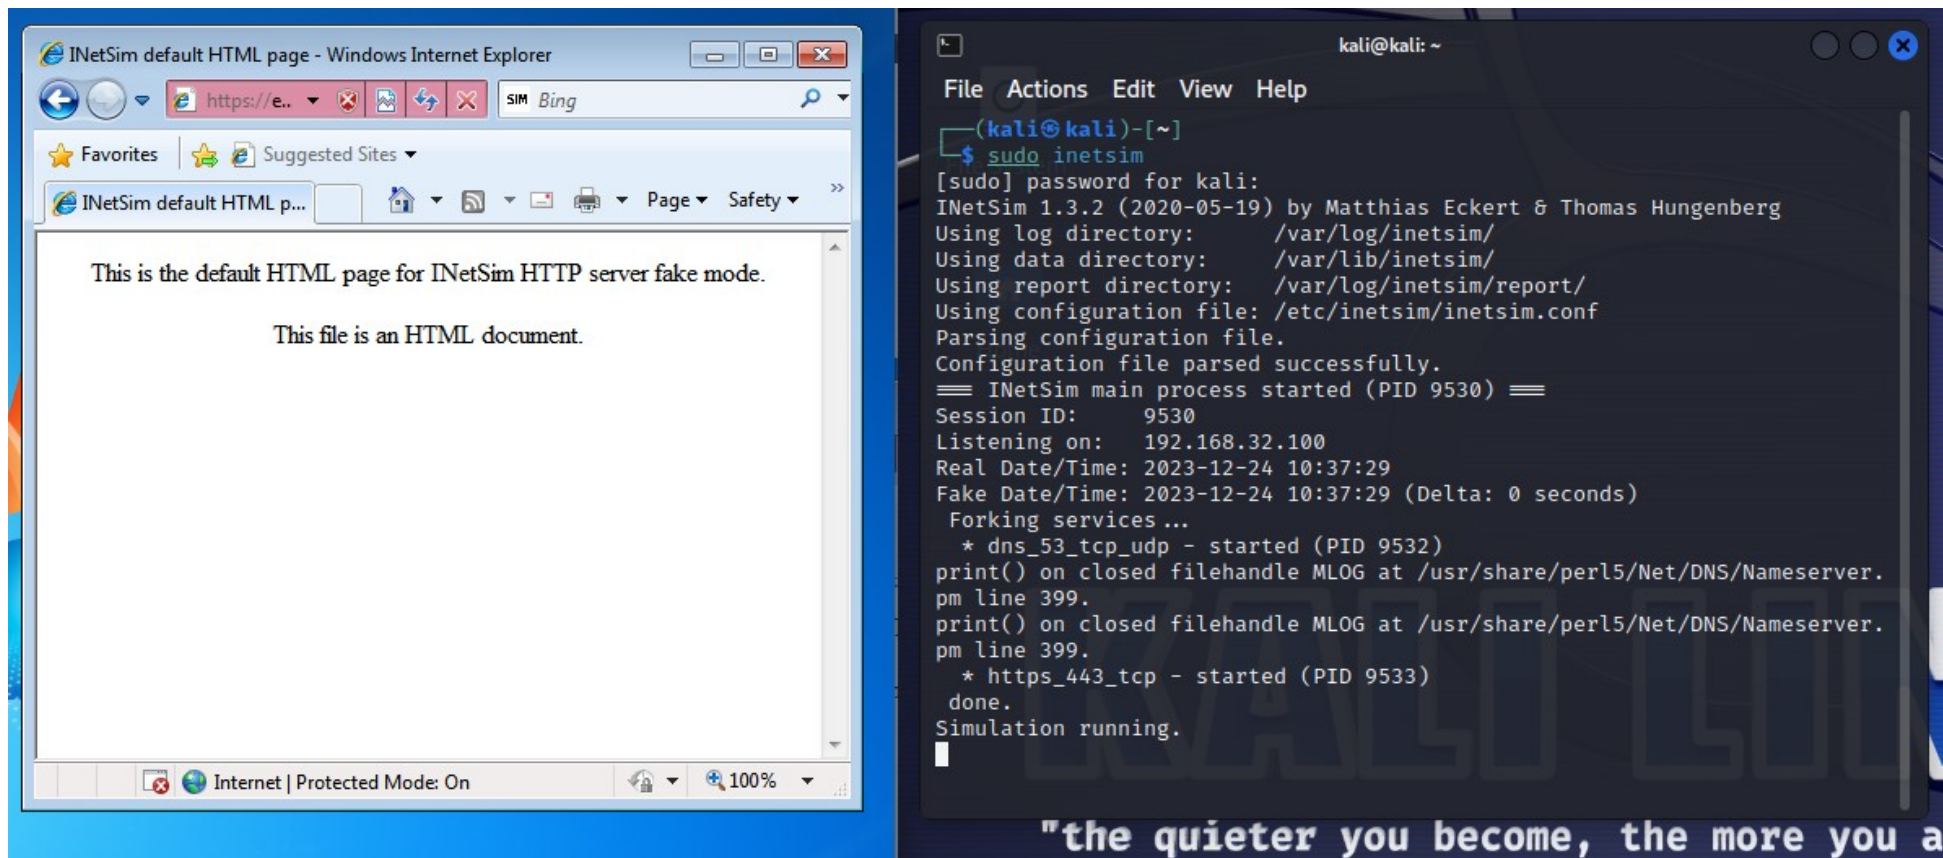 INetSim default HTML page - Windows Internet Explorer
https://e..
SIM Bing
Favorites
Suggested Sites
INetSim default HTML p...
Page
Safety
»
This is the default HTML page for INetSim HTTP server fake mode.
This file is an HTML document.
Internet | Protected Mode: On
100%
kali@kali: ~
File Actions Edit View Help
(kali㉿kali)-[~]
$ sudo inetsim
[sudo] password for kali:
INetSim 1.3.2 (2020-05-19) by Matthias Eckert & Thomas Hungenberg
Using log directory: /var/log/inetsim/
Using data directory: /var/lib/inetsim/
Using report directory: /var/log/inetsim/report/
Using configuration file: /etc/inetsim/inetsim.conf
Parsing configuration file.
Configuration file parsed successfully.
=== INetSim main process started (PID 9530) ===
Session ID: 9530
Listening on: 192.168.32.100
Real Date/Time: 2023-12-24 10:37:29
Fake Date/Time: 2023-12-24 10:37:29 (Delta: 0 seconds)
Forking services...
* dns_53_tcp_udp - started (PID 9532)
print() on closed filehandle MLOG at /usr/share/perl5/Net/DNS/Nameserver.
pm line 399.
print() on closed filehandle MLOG at /usr/share/perl5/Net/DNS/Nameserver.
pm line 399.
* https_443_tcp - started (PID 9533)
done.
Simulation running.
KALI LIN
"the quieter you become, the more you a